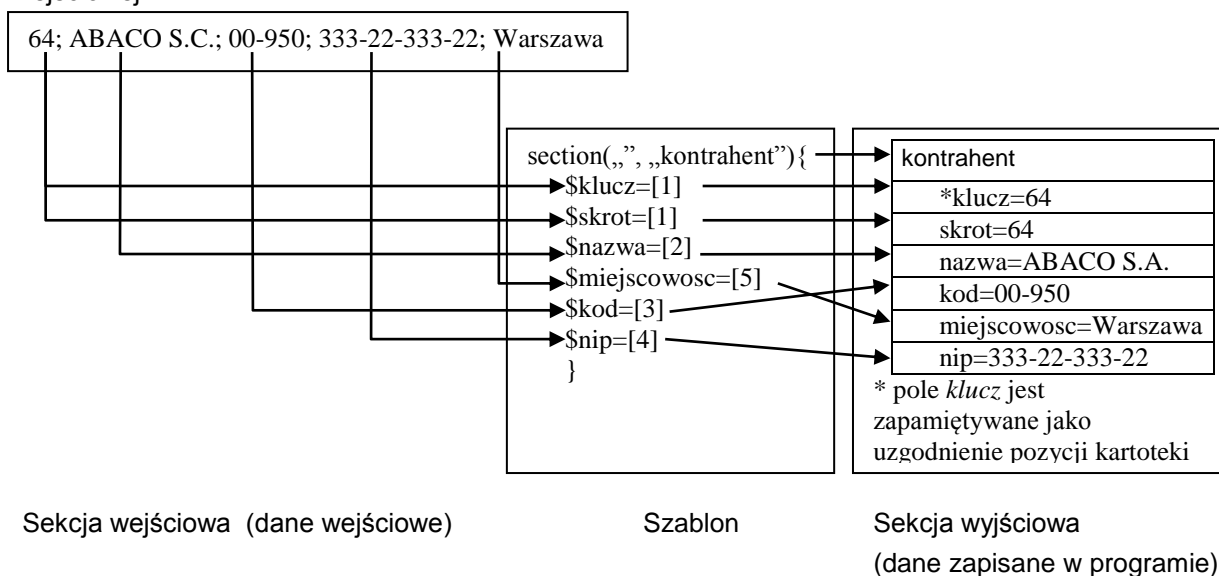 64; ABACO S.C.; 00-950; 333-22-333-22; Warszawa
section(„”, „kontrahent”){
$klucz=[1]
$skrot=[1]
$nazwa=[2]
$miejscowosc=[5]
$kod=[3]
$nip=[4]
}
kontrahent
*klucz=64
skrot=64
nazwa=ABACO S.A.
kod=00-950
miejscowosc=Warszawa
nip=333-22-333-22
* pole klucz jest
zapamiętywane jako
uzgodnienie pozycji kartoteki
Sekcja wejściowa (dane wejściowe)
Szablon
Sekcja wyjściowa
(dane zapisane w programie)